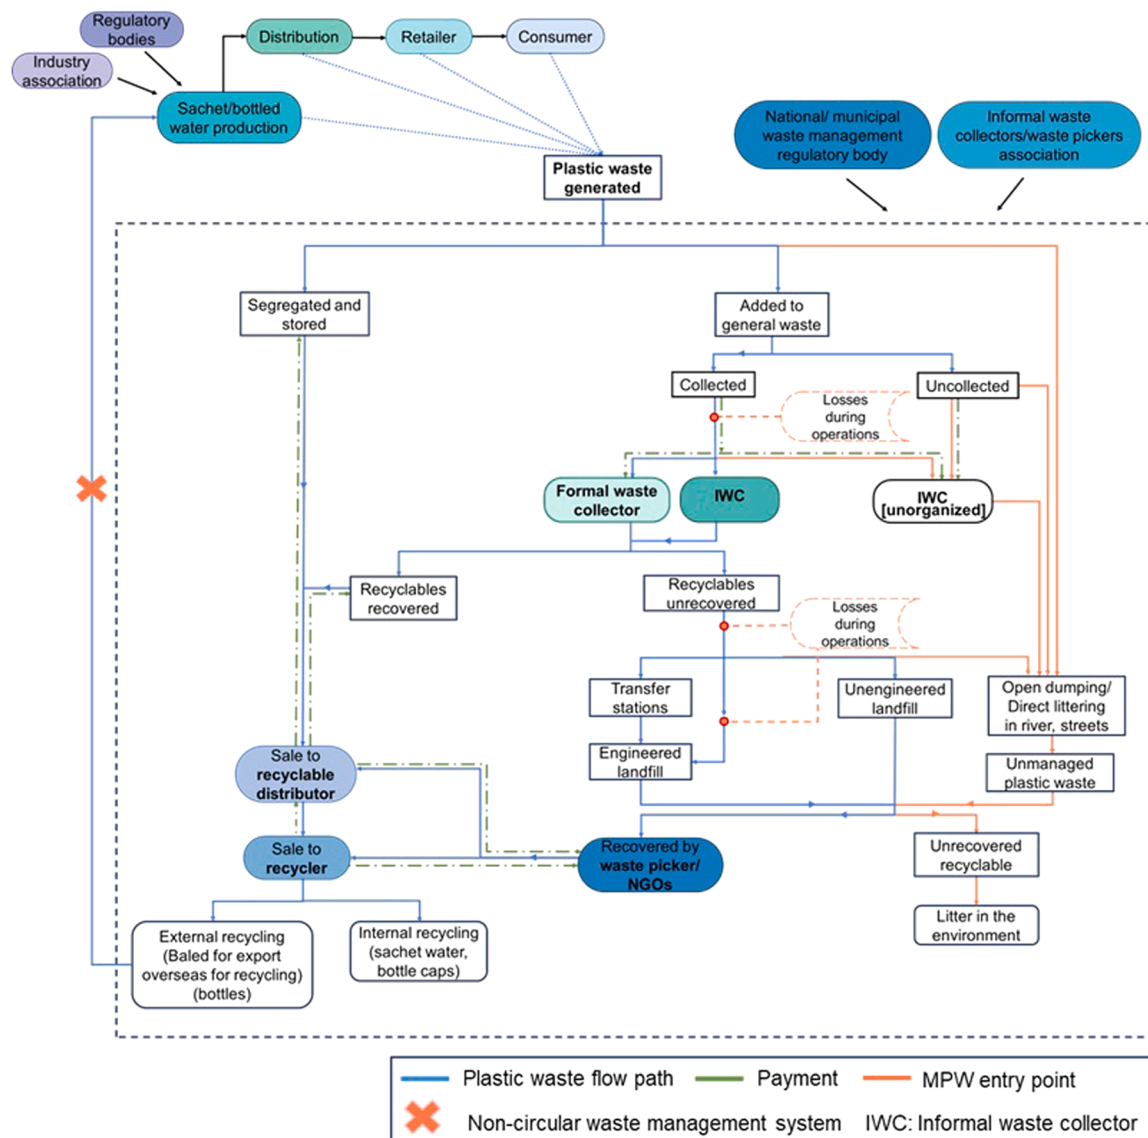 Regulatory
bodies
Distribution
Retailer
Consumer
Industry
association
Sachet/bottled
water production
National/ municipal
waste management
regulatory body
Informal waste
collectors/waste pickers
association
Plastic waste
generated
Segregated and
stored
Added to
general waste
Collected
Uncollected
Losses
during
operations
Formal waste
collector
IWC
IWC
[unorganized]
Recyclables
recovered
Recyclables
unrecovered
Losses
during
operations
Transfer
stations
Unengineered
landfill
Open dumping/
Direct littering
in river, streets
Engineered
landfill
Unmanaged
plastic waste
Sale to
recyclable
distributor
Sale to
recycler
Recovered by
waste picker/
NGOs
Unrecovered
recyclable
Litter in the
environment
External recycling
(Baled for export
overseas for recycling)
(bottles)
Internal recycling
(sachet water,
bottle caps)
Plastic waste flow path
Payment
MPW entry point
Non-circular waste management system
IWC: Informal waste collector